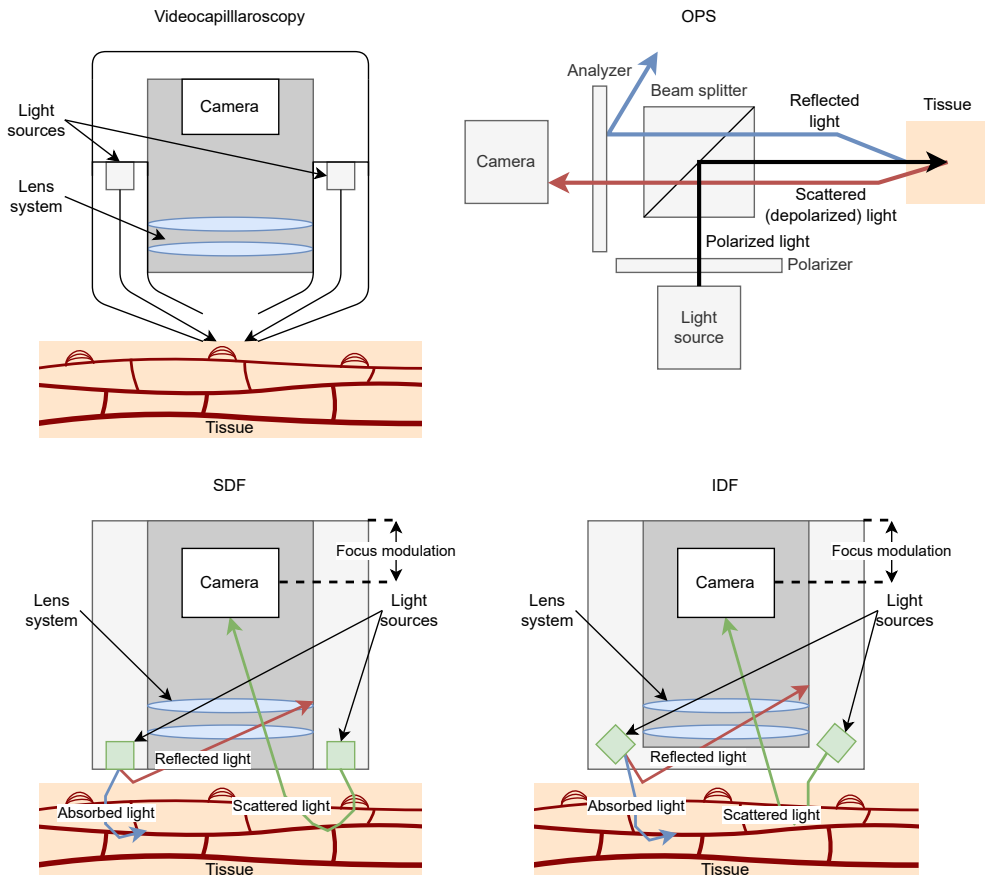 Videocapilllaroscopy
Camera
Light
sources
Lens
system
Tissue
OPS
Analyzer
Beam splitter
Reflected
light
Tissue
Camera
Scattered
(depolarized) light
Polarized light
Polarizer
Light
source
SDF
Focus modulation
Camera
Lens
system
Light
sources
Reflected light
Absorbed light
Scattered light
Tissue
IDF
Focus modulation
Camera
Lens
system
Light
sources
Reflected light
Absorbed light
Scattered light
Tissue